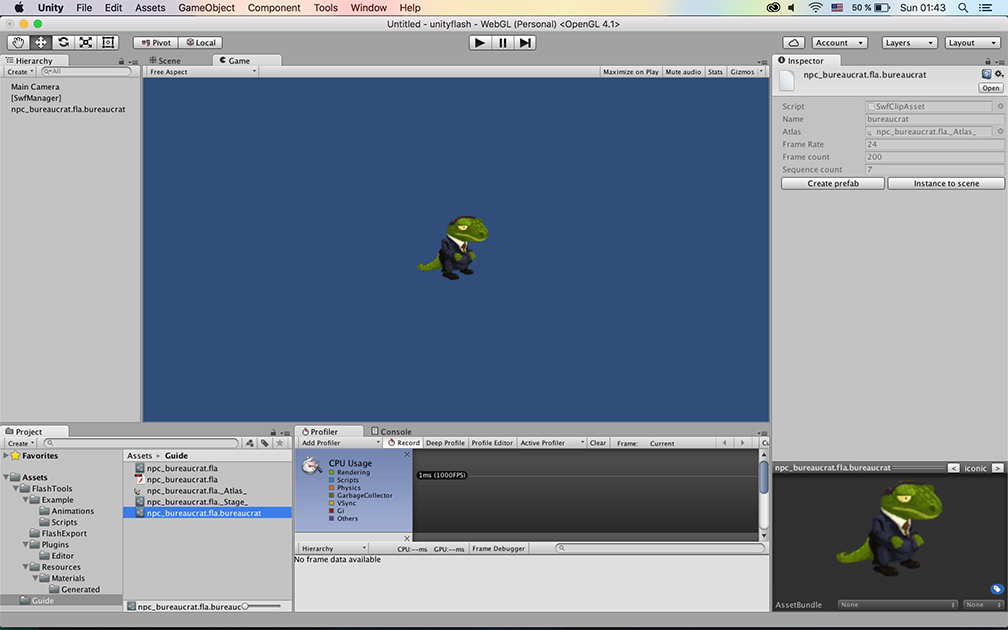 Unity File Edit Assets GameObject Component Tools Window Help 50 % Sun 01:43
Untitled - unityflash - WebGL (Personal) <OpenGL 4.1>
Pivot Local Account Layers Layout
Hierarchy
Create All
Main Camera
[SwfManager]
npc_bureaucrat.fla.bureaucrat
Scene Game
Free Aspect Maximize on Play Mute audio Stats Gizmos
Inspector
npc_bureaucrat.fla.bureaucrat
Open
Script SwfClipAsset
Name bureaucrat
Atlas npc_bureaucrat.fla._Atlas_
Frame Rate 24
Frame count 200
Sequence count 7
Create prefab Instance to scene
Project
Create
Favorites
Assets
FlashTools
Example
Animations
Scripts
FlashExport
Plugins
Editor
Resources
Materials
Generated
Guide
Assets Guide
npc_bureaucrat.fla
npc_bureaucrat.fla
npc_bureaucrat.fla._Atlas_
npc_bureaucrat.fla._Stage_
npc_bureaucrat.fla.bureaucrat
npc_bureaucrat.fla.bureauc
Profiler Console
Add Profiler Record Deep Profile Profile Editor Active Profiler Clear Frame: Current Cu
CPU Usage
Rendering
Scripts
Physics
GarbageCollector
VSync
Gi
Others
1ms (1000FPS)
Hierarchy CPU:--ms GPU:--ms Frame Debugger
No frame data available
npc_bureaucrat.fla.bureaucrat < iconic >
AssetBundle None None